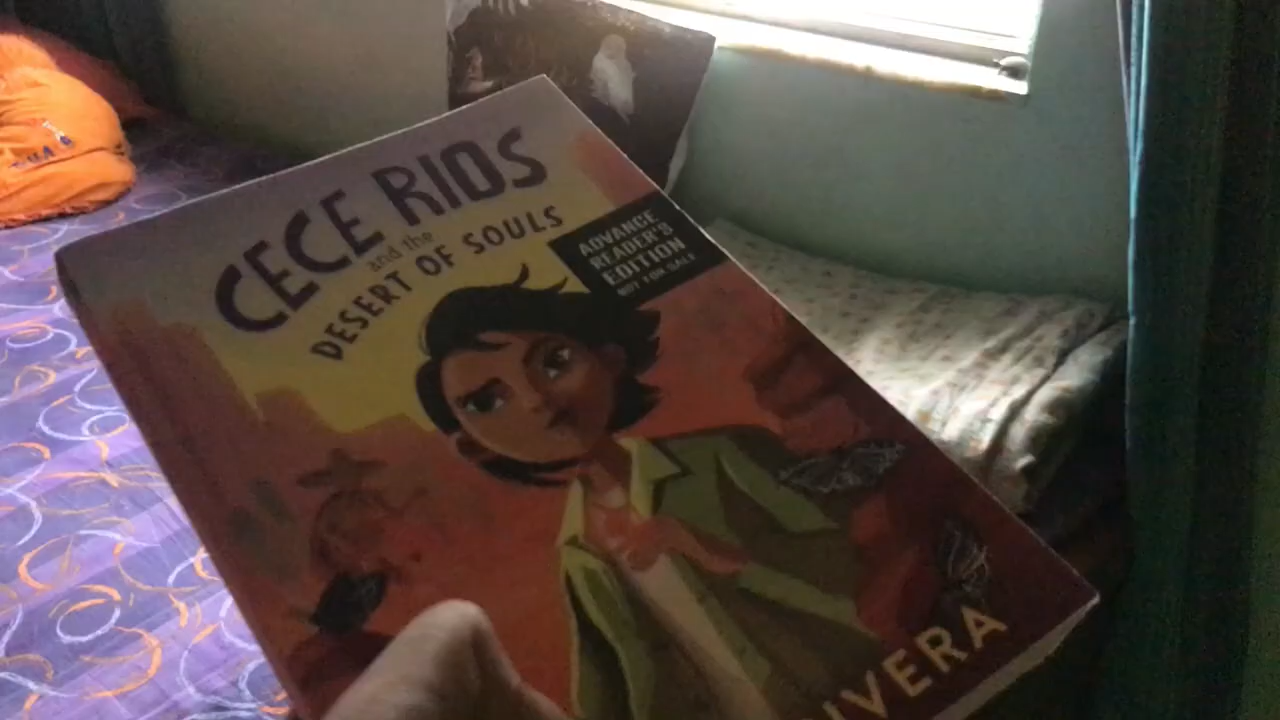 CECE RIOS
and the
DESERT OF SOULS
ADVANCE
READER'S
EDITION
NOT FOR SALE
IVERA